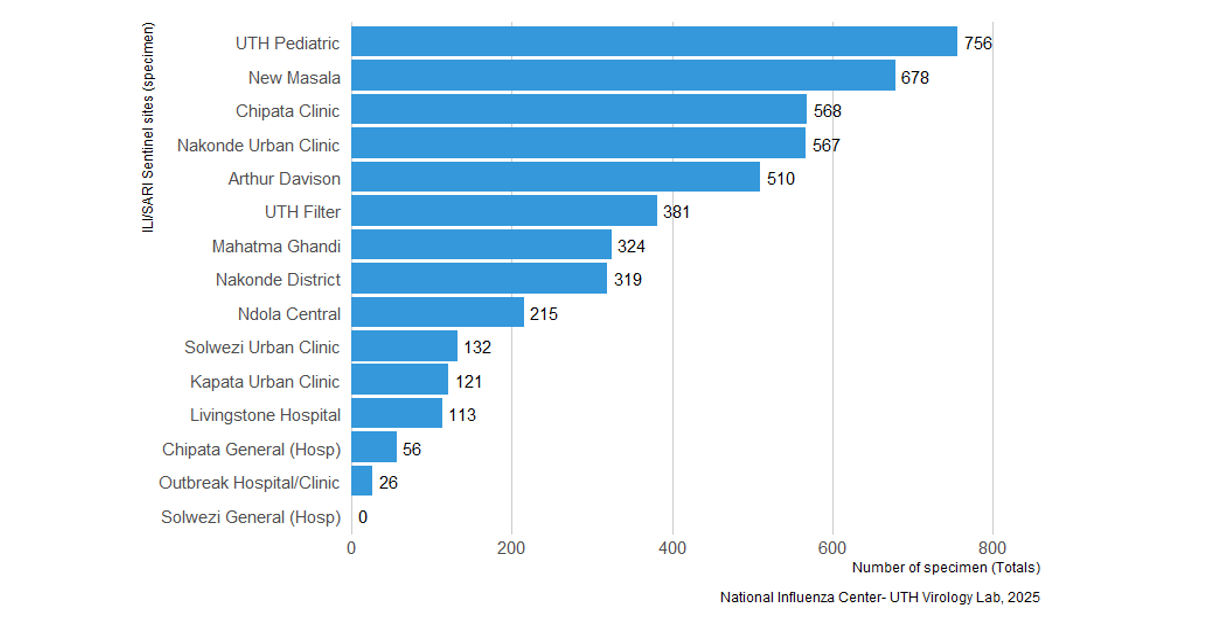 ILI/SARI Sentinel sites (specimen)
UTH Pediatric 756
New Masala 678
Chipata Clinic 568
Nakonde Urban Clinic 567
Arthur Davison 510
UTH Filter 381
Mahatma Ghandi 324
Nakonde District 319
Ndola Central 215
Solwezi Urban Clinic 132
Kapata Urban Clinic 121
Livingstone Hospital 113
Chipata General (Hosp) 56
Outbreak Hospital/Clinic 26
Solwezi General (Hosp) 0
0 200 400 600 800
Number of specimen (Totals)
National Influenza Center- UTH Virology Lab, 2025